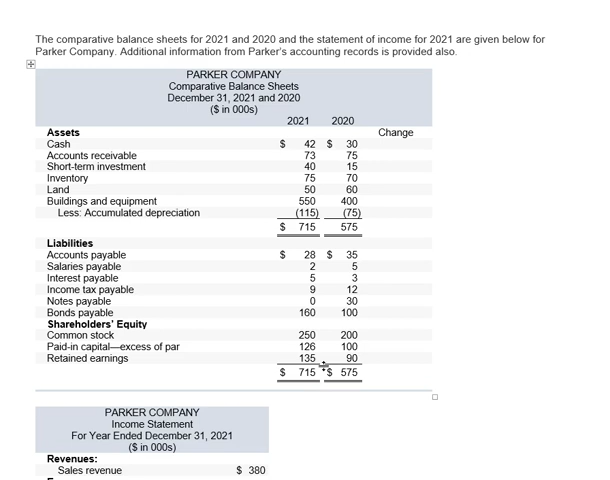 The comparative balance sheets for 2021 and 2020 and the statement of income for 2021 are given below for
Parker Company. Additional information from Parker's accounting records is provided also.
PARKER COMPANY
Comparative Balance Sheets
December 31, 2021 and 2020
($ in 000s)
2021 2020
Assets Change
Cash $ 42 $ 30
Accounts receivable 73 75
Short-term investment 40 15
Inventory 75 70
Land 50 60
Buildings and equipment 550 400
Less: Accumulated depreciation (115) (75)
$ 715 575
Liabilities
Accounts payable $ 28 $ 35
Salaries payable 2 5
Interest payable 5 3
Income tax payable 9 12
Notes payable 0 30
Bonds payable 160 100
Shareholders' Equity
Common stock 250 200
Paid-in capital—excess of par 126 100
Retained earnings 135 90
$ 715 $ 575
PARKER COMPANY
Income Statement
For Year Ended December 31, 2021
($ in 000s)
Revenues:
Sales revenue $ 380